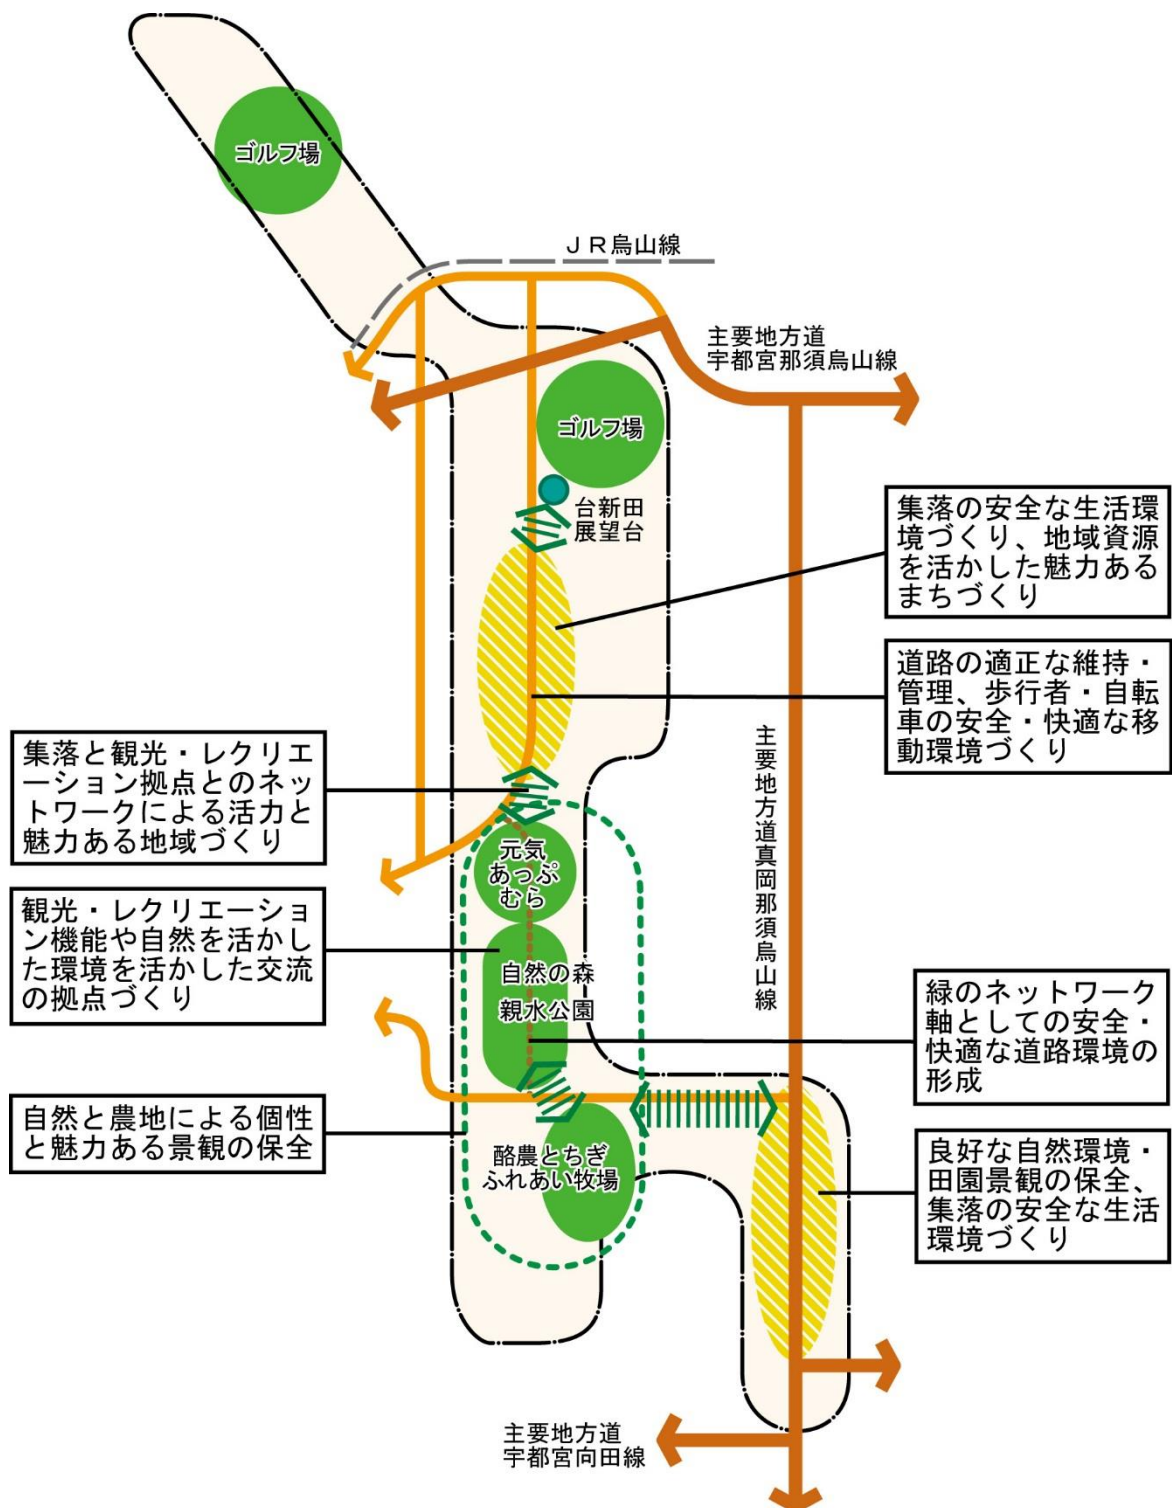 ゴルフ場
ＪＲ烏山線
主要地方道
宇都宮那須烏山線
ゴルフ場
台新田
展望台
集落の安全な生活環
境づくり、地域資源
を活かした魅力ある
まちづくり
道路の適正な維持・
管理、歩行者・自転
車の安全・快適な移
動環境づくり
主要地方道真岡那須烏山線
集落と観光・レクリエ
ーション拠点とのネッ
トワークによる活力と
魅力ある地域づくり
元気
あっぷ
むら
観光・レクリエーショ
ン機能や自然を活かし
た環境を活かした交流
の拠点づくり
自然の森
親水公園
緑のネットワーク
軸としての安全・
快適な道路環境の
形成
自然と農地による個性
と魅力ある景観の保全
酪農とちぎ
ふれあい牧場
良好な自然環境・
田園景観の保全、
集落の安全な生活
環境づくり
主要地方道
宇都宮向田線